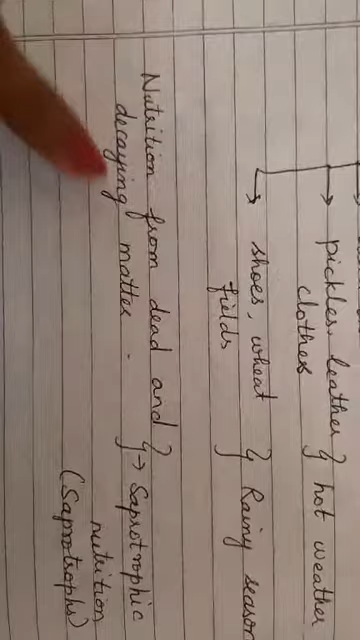 → pickles, leather } hot weather
clothes
→ shoes, wheat } Rainy season
fields
Nutrition from dead and } → Saprotrophic
decaying matter. nutrition
(Saprotrophs)